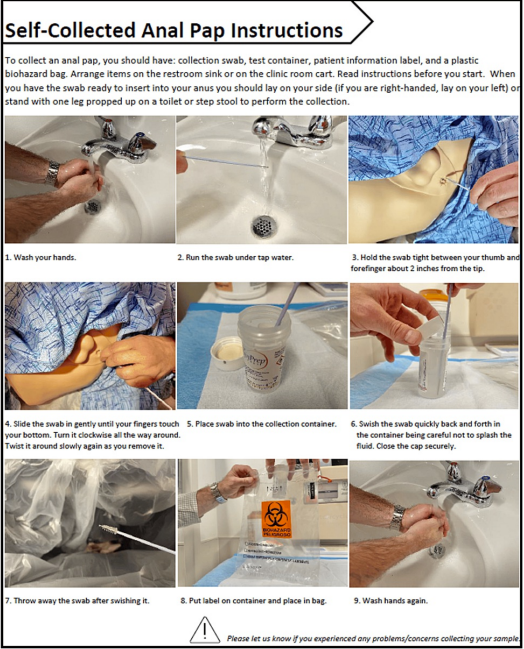 Self-Collected Anal Pap Instructions
To collect an anal pap, you should have: collection swab, test container, patient information label, and a plastic
biohazard bag. Arrange items on the restroom sink or on the clinic room cart. Read instructions before you start. When
you have the swab ready to insert into your anus you should lay on your side (if you are right-handed, lay on your left) or
stand with one leg propped up on a toilet or step stool to perform the collection.
1. Wash your hands.
2. Run the swab under tap water.
3. Hold the swab tight between your thumb and
forefinger about 2 inches from the tip.
4. Slide the swab in gently until your fingers touch
your bottom. Turn it clockwise all the way around.
Twist it around slowly again as you remove it.
5. Place swab into the collection container.
6. Swish the swab quickly back and forth in
the container being careful not to splash the
fluid. Close the cap securely.
BIOHAZARD
PELIGROSO
7. Throw away the swab after swishing it.
8. Put label on container and place in bag.
9. Wash hands again.
Please let us know if you experienced any problems/concerns collecting your sample.